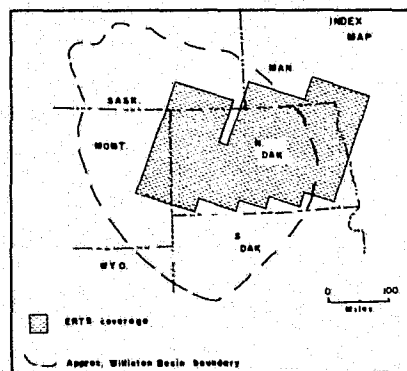 INDEX
MAP
MAN.
SASK.
MONT.
N.
DAK
S
DAK
WYO.
0 100
Miles
ERTS coverage
Approx. Williston Basin boundary